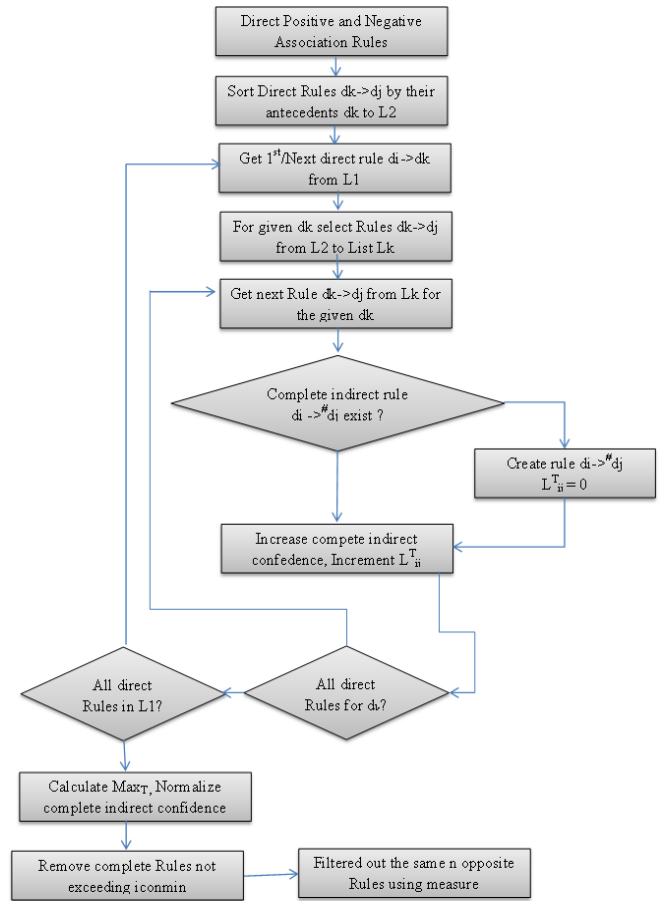 Direct Positive and Negative
Association Rules
Sort Direct Rules dk->dj by their
antecedents dk to L2
Get 1st/Next direct rule di->dk
from L1
For given dk select Rules dk->dj
from L2 to List Lk
Get next Rule dk->dj from Lk for
the given dk
Complete indirect rule
di ->#dj exist ?
Create rule di->#dj
LTii = 0
Increase compete indirect
confedence, Increment LTii
All direct
Rules for di?
All direct
Rules in L1?
Calculate MaxT, Normalize
complete indirect confidence
Remove complete Rules not
exceeding iconmin
Filtered out the same n opposite
Rules using measure